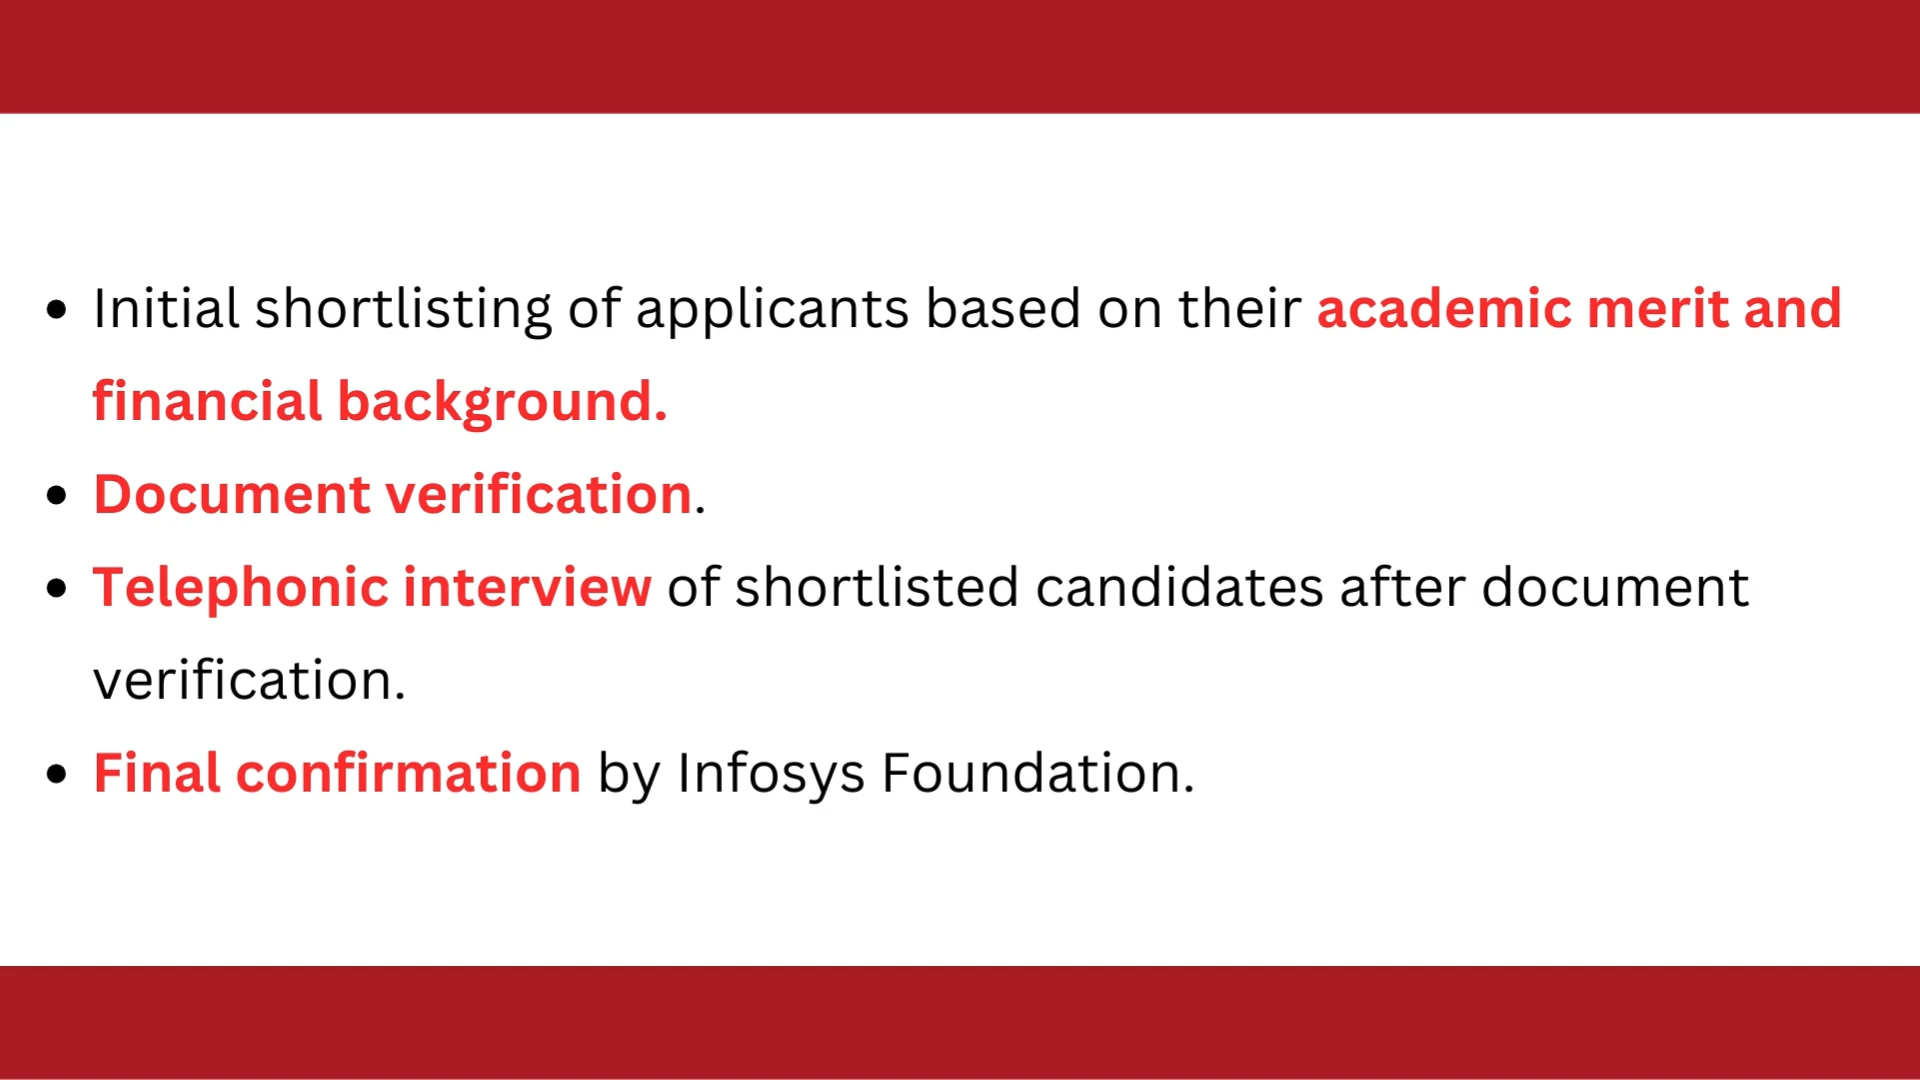 • Initial shortlisting of applicants based on their academic merit and
financial background.
• Document verification.
• Telephonic interview of shortlisted candidates after document
verification.
• Final confirmation by Infosys Foundation.